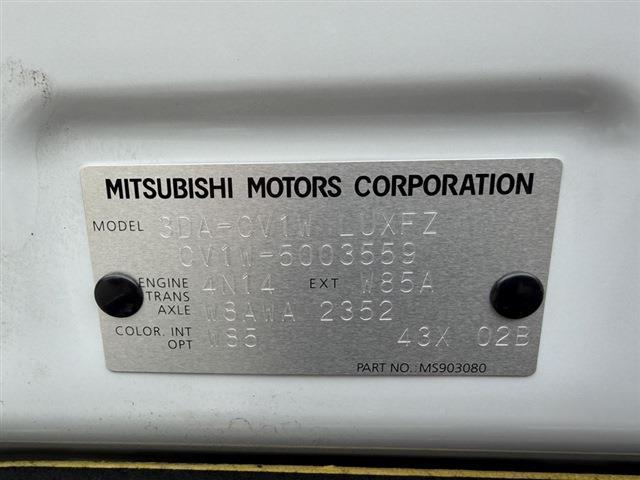 MITSUBISHI MOTORS CORPORATION
MODEL 3DA-CV1W LUXFZ
CV1W-5003559
ENGINE 4N14 EXT W85A
TRANS AXLE W8AWA 2352
COLOR. INT OPT W85 43X 02B
PART NO.: MS903080